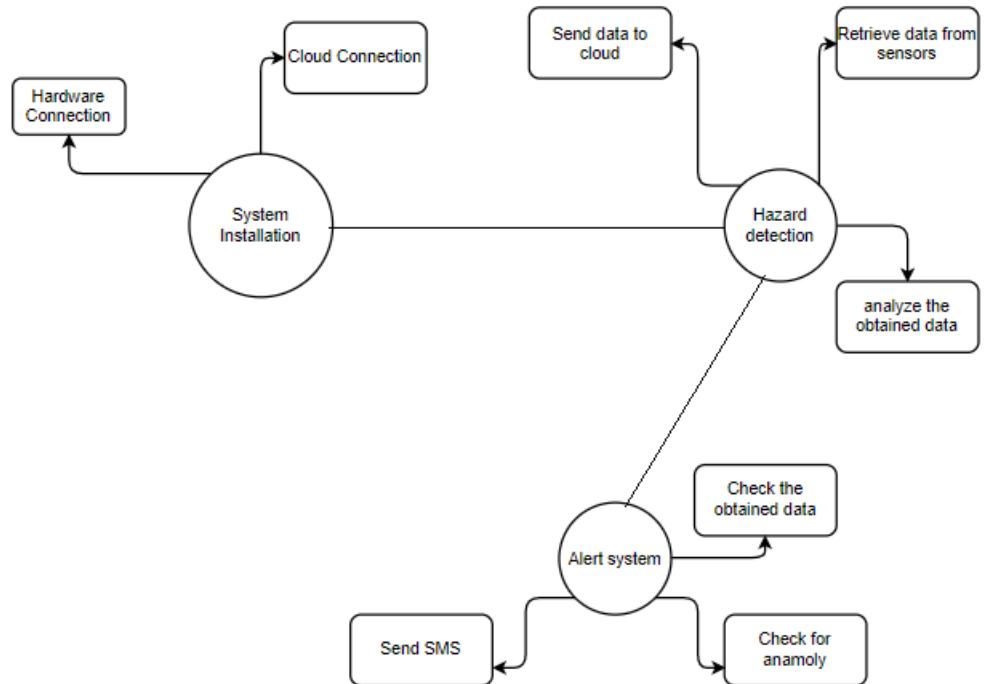 Send data to
cloud
Retrieve data from
sensors
Cloud Connection
Hardware
Connection
System
Installation
Hazard
detection
analyze the
obtained data
Check the
obtained data
Alert system
Send SMS
Check for
anamoly